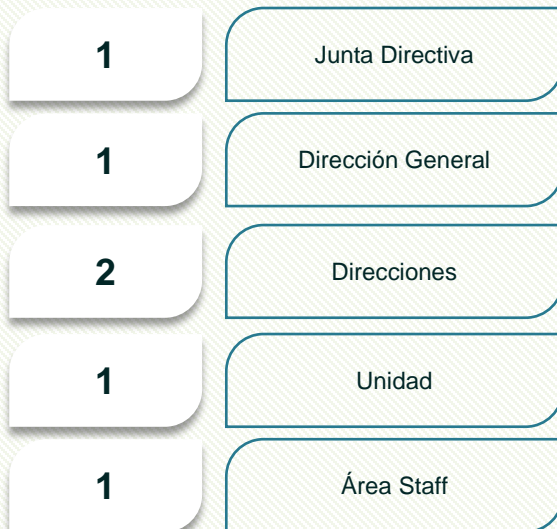 1
Junta Directiva
1
Dirección General
2
Direcciones
1
Unidad
1
Área Staff